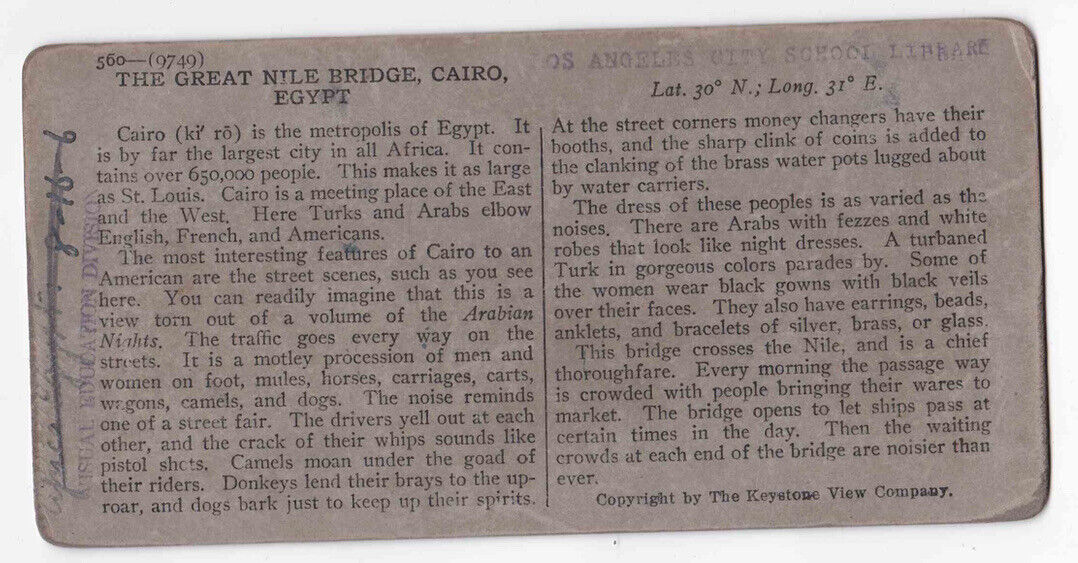 560—(9749)
THE GREAT NILE BRIDGE, CAIRO,
EGYPT
Cairo (ki′ rō) is the metropolis of Egypt. It
is by far the largest city in all Africa. It con-
tains over 650,000 people. This makes it as large
as St. Louis. Cairo is a meeting place of the East
and the West. Here Turks and Arabs elbow
English, French, and Americans.
The most interesting features of Cairo to an
American are the street scenes, such as you see
here. You can readily imagine that this is a
view torn out of a volume of the Arabian
Nights. The traffic goes every way on the
streets. It is a motley procession of men and
women on foot, mules, horses, carriages, carts,
wagons, camels, and dogs. The noise reminds
one of a street fair. The drivers yell out at each
other, and the crack of their whips sounds like
pistol shots. Camels moan under the goad of
their riders. Donkeys lend their brays to the up-
roar, and dogs bark just to keep up their spirits.
LOS ANGELES CITY SCHOOL LIBRARY
Lat. 30° N.; Long. 31° E.
At the street corners money changers have their
booths, and the sharp clink of coins is added to
the clanking of the brass water pots lugged about
by water carriers.
The dress of these peoples is as varied as the
noises. There are Arabs with fezzes and white
robes that look like night dresses. A turbaned
Turk in gorgeous colors parades by. Some of
the women wear black gowns with black veils
over their faces. They also have earrings, beads,
anklets, and bracelets of silver, brass, or glass.
This bridge crosses the Nile, and is a chief
thoroughfare. Every morning the passage way
is crowded with people bringing their wares to
market. The bridge opens to let ships pass at
certain times in the day. Then the waiting
crowds at each end of the bridge are noisier than
ever.
Copyright by The Keystone View Company.
VISUAL EDUCATION DIVISION